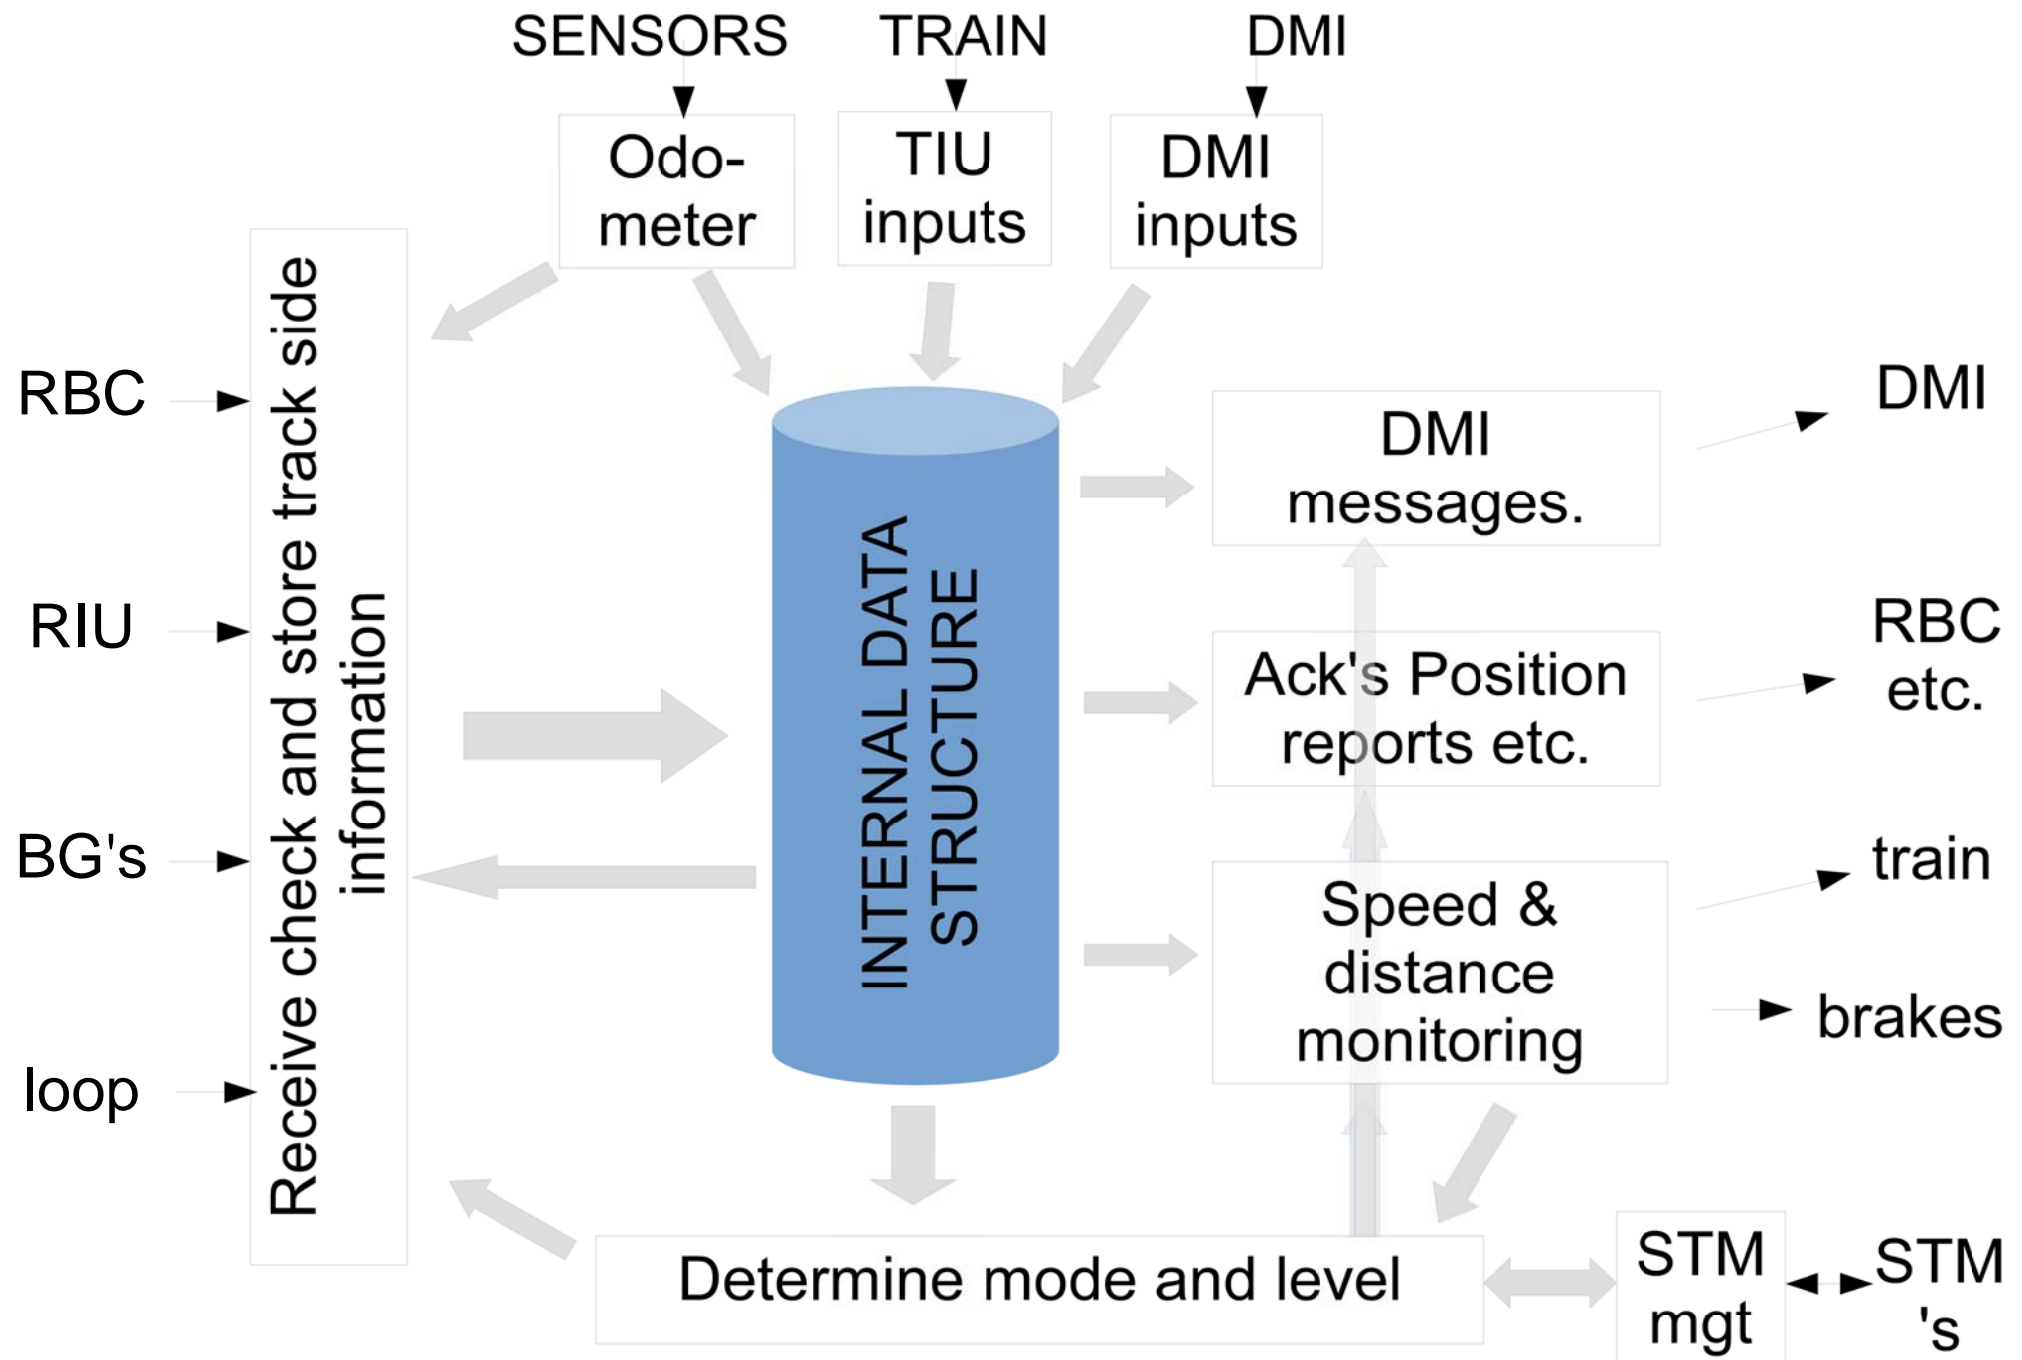 SENSORS
TRAIN
DMI
Odo-
meter
TIU
inputs
DMI
inputs
RBC
RIU
BG's
loop
Receive check and store track side
information
INTERNAL DATA
STRUCTURE
DMI
messages.
Ack's Position
reports etc.
Speed &
distance
monitoring
DMI
RBC
etc.
train
brakes
Determine mode and level
STM
mgt
STM
's